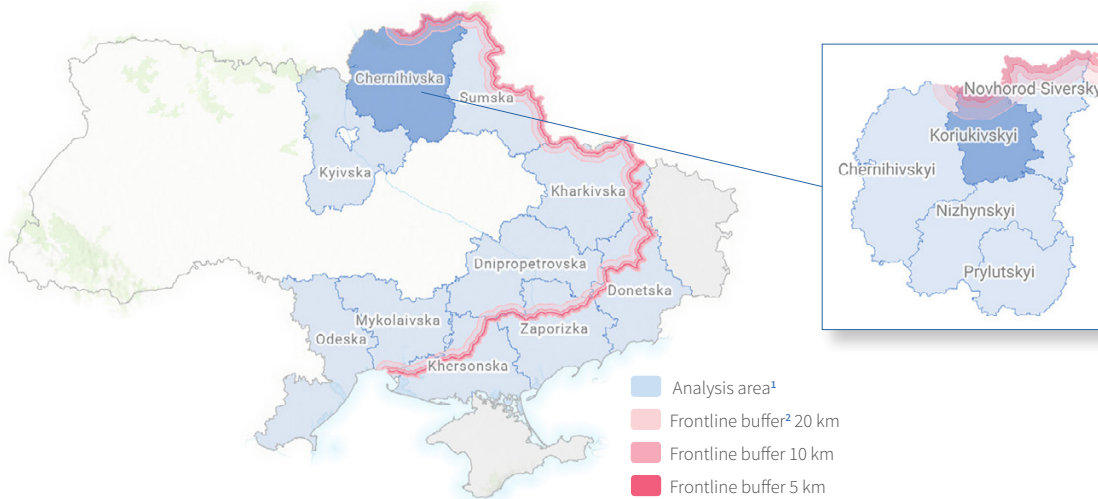 Chernihivska
Sumska
Kyivska
Kharkivska
Dnipropetrovska
Donetska
Mykolaivska
Zaporizka
Odeska
Khersonska
Novhorod Siversky
Koriukivskyi
Chernihivskyi
Nizhynskyi
Prylutskyi
Analysis area¹
Frontline buffer² 20 km
Frontline buffer 10 km
Frontline buffer 5 km